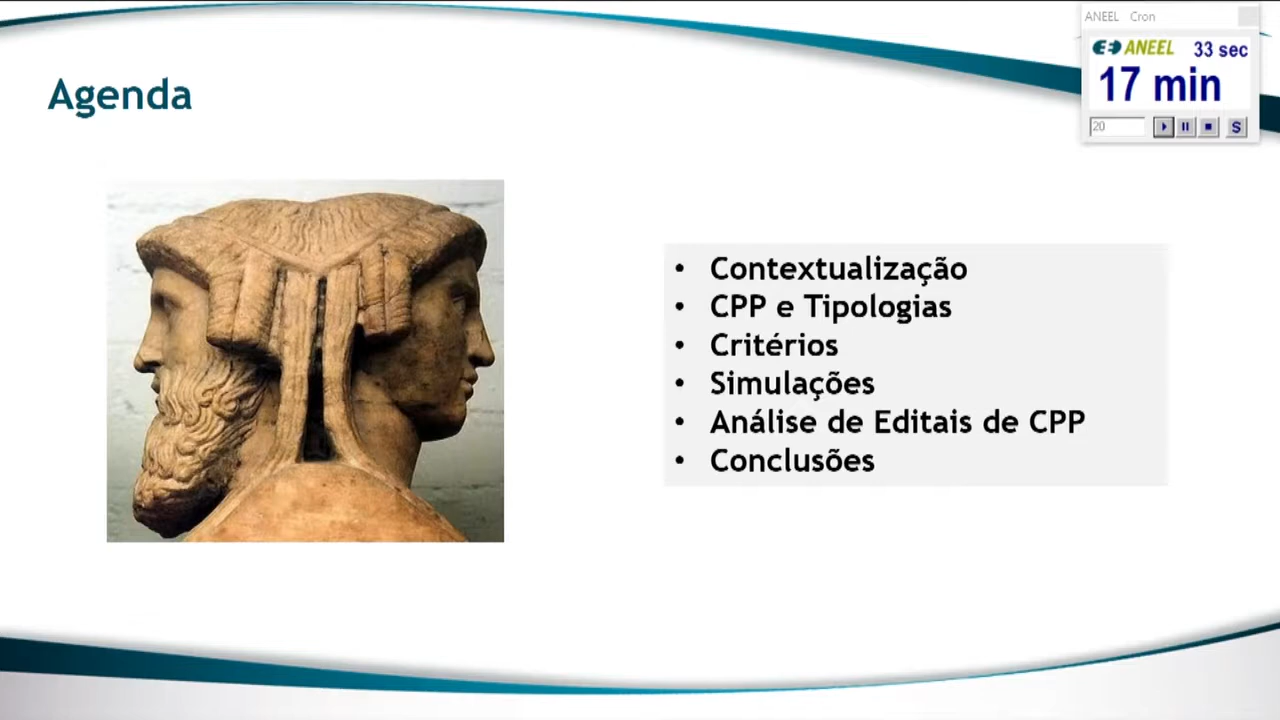 ANEEL Cron
ANEEL 33 sec
17 min
20
S
Agenda
• Contextualização
• CPP e Tipologias
• Critérios
• Simulações
• Análise de Editais de CPP
• Conclusões